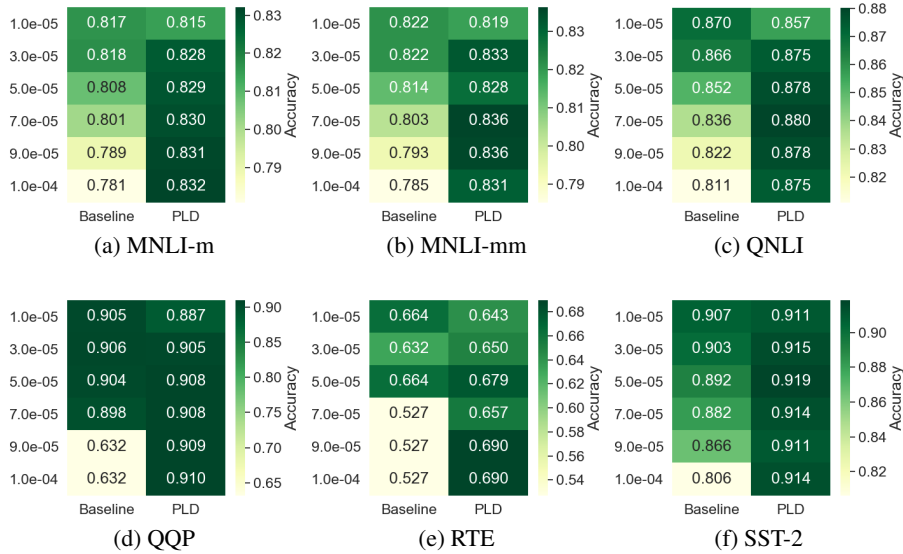 1.0e-05 0.817 0.815 0.83
3.0e-05 0.818 0.828 0.82
5.0e-05 0.808 0.829 0.81
7.0e-05 0.801 0.830 0.80
9.0e-05 0.789 0.831 0.79
1.0e-04 0.781 0.832
Accuracy
Baseline PLD
(a) MNLI-m
1.0e-05 0.822 0.819 0.83
3.0e-05 0.822 0.833 0.82
5.0e-05 0.814 0.828 0.81
7.0e-05 0.803 0.836 0.80
9.0e-05 0.793 0.836 0.79
1.0e-04 0.785 0.831
Accuracy
Baseline PLD
(b) MNLI-mm
1.0e-05 0.870 0.857 0.88
3.0e-05 0.866 0.875 0.87
5.0e-05 0.852 0.878 0.86
7.0e-05 0.836 0.880 0.85
9.0e-05 0.822 0.878 0.84
1.0e-04 0.811 0.875 0.83
0.82
Accuracy
Baseline PLD
(c) QNLI
1.0e-05 0.905 0.887 0.90
3.0e-05 0.906 0.905 0.85
5.0e-05 0.904 0.908 0.80
7.0e-05 0.898 0.908 0.75
9.0e-05 0.632 0.909 0.70
1.0e-04 0.632 0.910 0.65
Accuracy
Baseline PLD
(d) QQP
1.0e-05 0.664 0.643 0.68
3.0e-05 0.632 0.650 0.66
5.0e-05 0.664 0.679 0.64
7.0e-05 0.527 0.657 0.62
9.0e-05 0.527 0.690 0.60
1.0e-04 0.527 0.690 0.58
0.56
0.54
Accuracy
Baseline PLD
(e) RTE
1.0e-05 0.907 0.911 0.90
3.0e-05 0.903 0.915 0.88
5.0e-05 0.892 0.919 0.86
7.0e-05 0.882 0.914 0.84
9.0e-05 0.866 0.911 0.82
1.0e-04 0.806 0.914
Accuracy
Baseline PLD
(f) SST-2